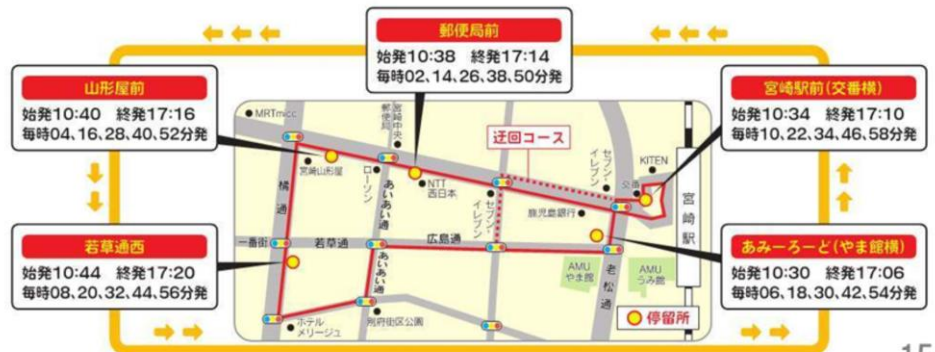 郵便局前
始発10:38 終発17:14
毎時02,14,26,38,50分発
山形屋前
始発10:40 終発17:16
毎時04,16,28,40,52分発
宮崎駅前(交番横)
始発10:34 終発17:10
毎時10,22,34,46,58分発
若草通西
始発10:44 終発17:20
毎時08,20,32,44,56分発
あみーろーど(やま館横)
始発10:30 終発17:06
毎時06,18,30,42,54分発
MRTmicc
宮崎中央
郵便局
迂回コース
セブン-
イレブン
KITEN
交番
宮崎山形屋
ローソン
あいあい通
NTT
西日本
セブン-
イレブン
鹿児島銀行
宮崎駅
橘通
一番街
若草通
広島通
あいあい通
AMU
やま館
老松通
AMU
うみ館
ホテル
メリージュ
別府街区公園
停留所
15